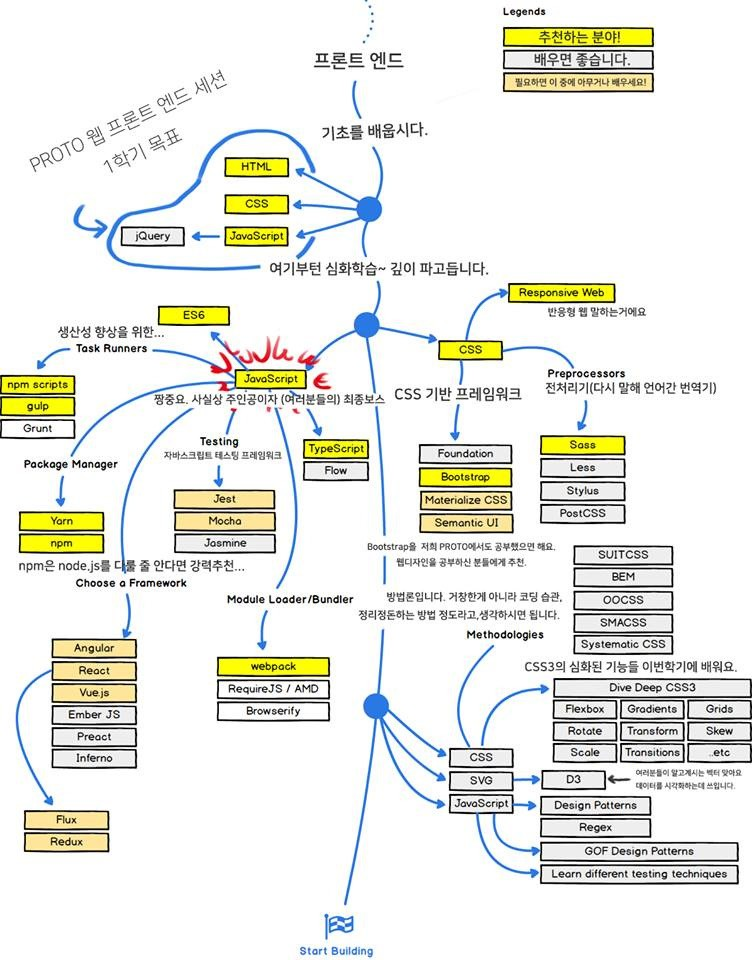 Legends
추천하는 분야!
배우면 좋습니다.
필요하면 이 중에 아무거나 배우세요!
프론트 엔드
PROTO 웹 프론트 엔드 세션
1학기 목표
기초를 배웁시다.
HTML
CSS
JavaScript
jQuery
여기부턴 심화학습~ 깊이 파고듭니다.
Responsive Web
반응형 웹 말하는거에요
ES6
생산성 향상을 위한...
Task Runners
npm scripts
gulp
Grunt
JavaScript
짱중요. 사실상 주인공이자 (여러분들의) 최종보스
CSS
CSS 기반 프레임워크
Preprocessors
전처리기(다시 말해 언어간 번역기)
Foundation
Bootstrap
Materialize CSS
Semantic UI
Sass
Less
Stylus
PostCSS
Package Manager
Yarn
npm
npm은 node.js를 다룰 줄 안다면 강력추천...
Testing
자바스크립트 테스팅 프레임워크
Jest
Mocha
Jasmine
TypeScript
Flow
Bootstrap을 저희 PROTO에서도 공부했으면 해요.
웹디자인을 공부하신 분들에게 추천.
Choose a Framework
Angular
React
Vue.js
Ember JS
Preact
Inferno
Flux
Redux
Module Loader/Bundler
webpack
RequireJS / AMD
Browserify
방법론입니다. 거창한게 아니라 코딩 습관,
정리정돈하는 방법 정도라고,생각하시면 됩니다.
Methodologies
SUITCSS
BEM
OOCSS
SMACSS
Systematic CSS
CSS3의 심화된 기능들 이번학기에 배워요.
Dive Deep CSS3
Flexbox
Gradients
Grids
Rotate
Transform
Skew
Scale
Transitions
..etc
CSS
SVG
JavaScript
D3
여러분들이 알고계시는 벡터 맞아요
데이터를 시각화하는데 쓰입니다.
Design Patterns
Regex
GOF Design Patterns
Learn different testing techniques
Start Building